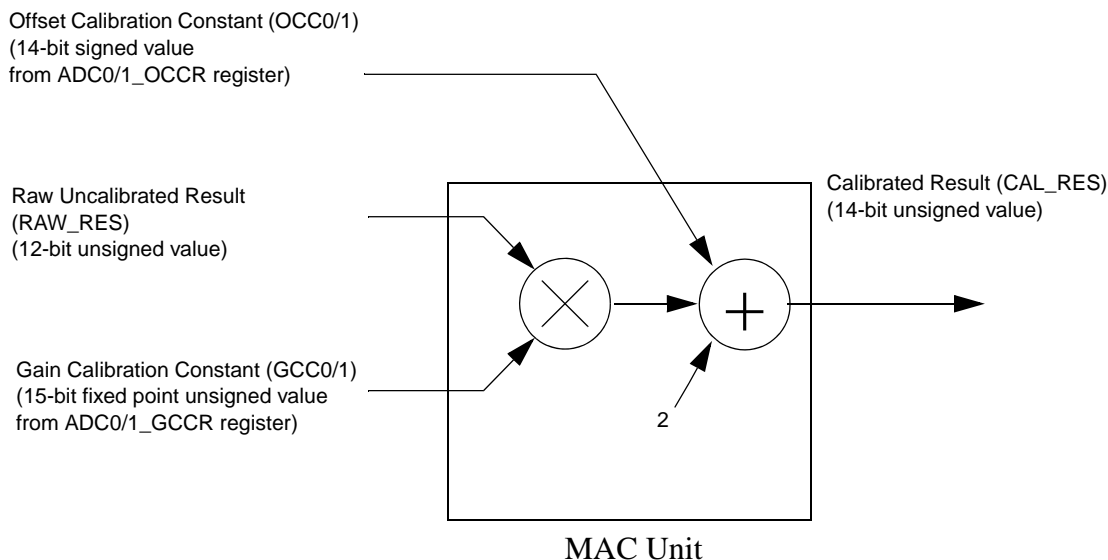 Offset Calibration Constant (OCC0/1)
(14-bit signed value
from ADC0/1_OCCR register)
Raw Uncalibrated Result
(RAW_RES)
(12-bit unsigned value)
Calibrated Result (CAL_RES)
(14-bit unsigned value)
Gain Calibration Constant (GCC0/1)
(15-bit fixed point unsigned value
from ADC0/1_GCCR register)
2
MAC Unit